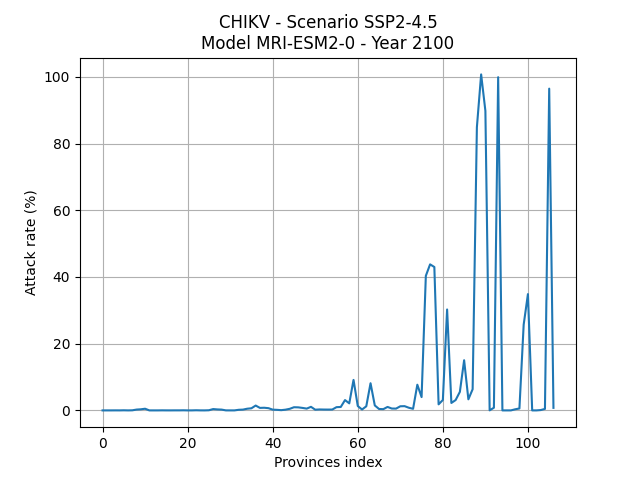 CHIKV - Scenario SSP2-4.5
Model MRI-ESM2-0 - Year 2100
Attack rate (%)
100
80
60
40
20
0
0 20 40 60 80 100
Provinces index